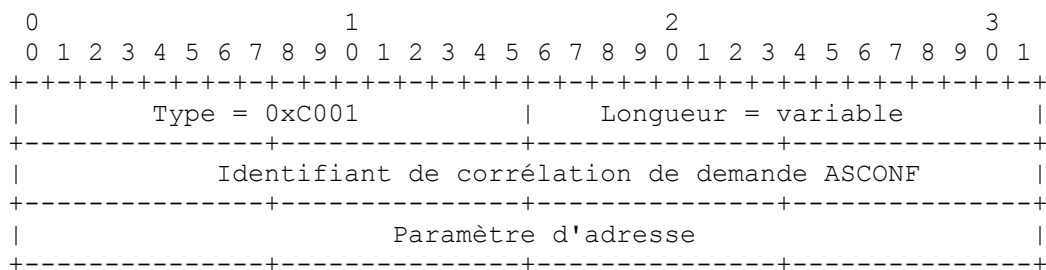 0 1 2 3
0 1 2 3 4 5 6 7 8 9 0 1 2 3 4 5 6 7 8 9 0 1 2 3 4 5 6 7 8 9 0 1
+-+-+-+-+-+-+-+-+-+-+-+-+-+-+-+-+-+-+-+-+-+-+-+-+-+-+-+-+-+-+-+-+
| Type = 0xC001 | Longueur = variable |
+---------------+---------------+---------------+---------------+
| Identifiant de corrélation de demande ASCONF |
+---------------+---------------+---------------+---------------+
| Paramètre d'adresse |
+---------------+---------------+---------------+---------------+